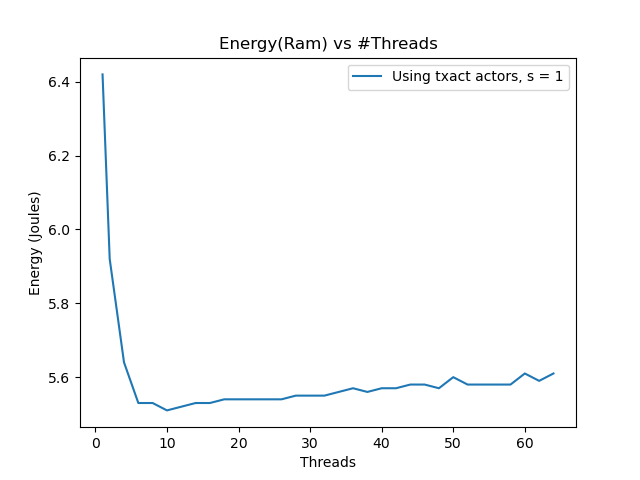 Energy(Ram) vs #Threads
Using txact actors, s = 1
6.4
6.2
6.0
5.8
5.6
Energy (Joules)
0 10 20 30 40 50 60
Threads